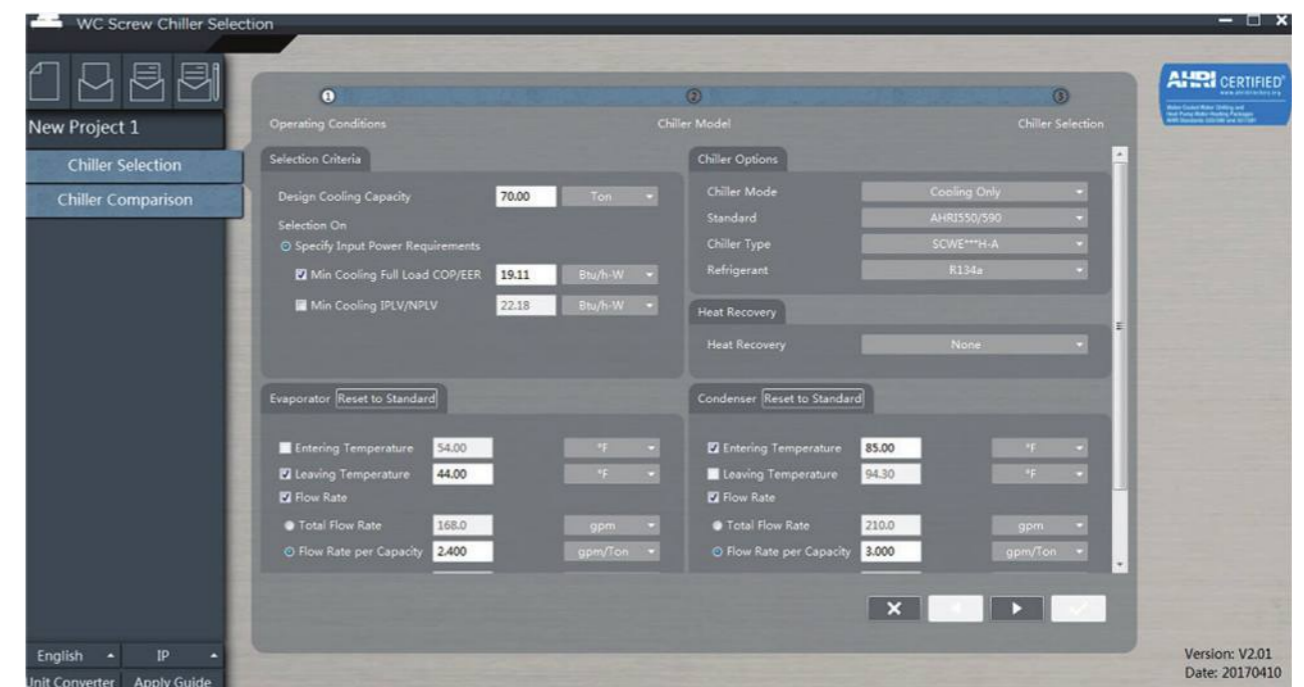 WC Screw Chiller Selection
AHRI CERTIFIED®
www.ahridirectory.org
New Project 1
Chiller Selection
Chiller Comparison
1 2 3
Operating Conditions Chiller Model Chiller Selection
Selection Criteria
Design Cooling Capacity 70.00 Ton
Selection On
Specify Input Power Requirements
Min Cooling Full Load COP/EER 19.11 Btu/h-W
Min Cooling IPLV/NPLV 22.18 Btu/h-W
Chiller Options
Chiller Mode Cooling Only
Standard AHRI550/590
Chiller Type SCWE***H-A
Refrigerant R134a
Heat Recovery
Heat Recovery None
Evaporator Reset to Standard
Entering Temperature 54.00 °F
Leaving Temperature 44.00 °F
Flow Rate
Total Flow Rate 168.0 gpm
Flow Rate per Capacity 2.400 gpm/Ton
Condenser Reset to Standard
Entering Temperature 85.00 °F
Leaving Temperature 94.30 °F
Flow Rate
Total Flow Rate 210.0 gpm
Flow Rate per Capacity 3.000 gpm/Ton
English IP
Unit Converter Apply Guide
Version: V2.01
Date: 20170410